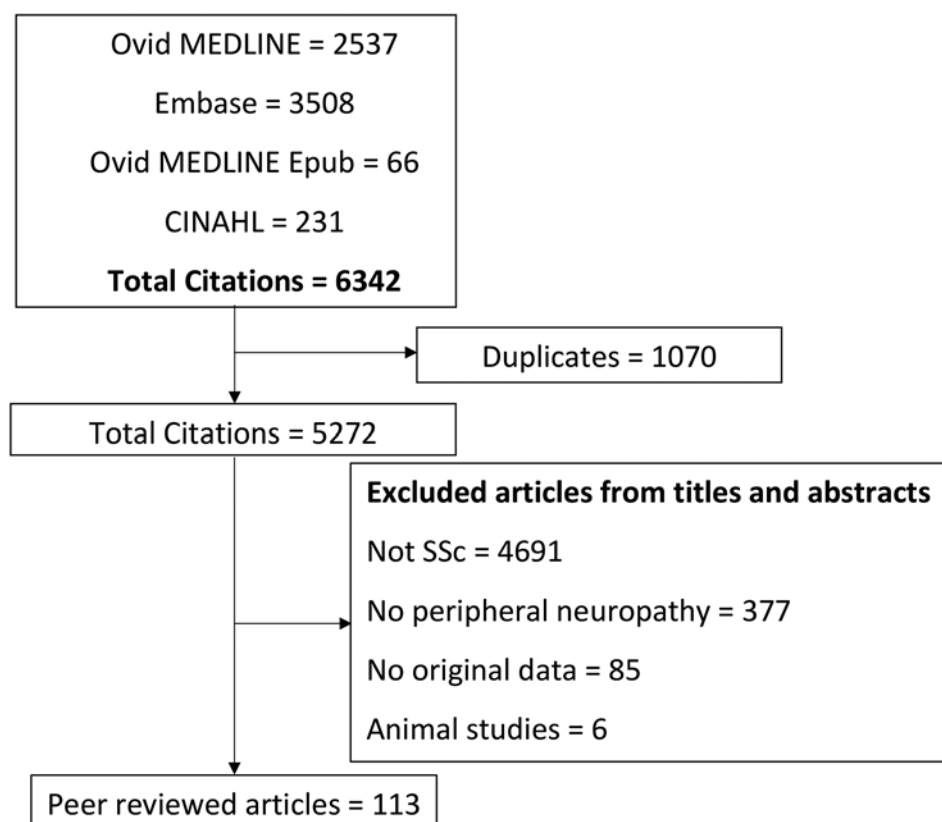 Ovid MEDLINE = 2537
Embase = 3508
Ovid MEDLINE Epub = 66
CINAHL = 231
Total Citations = 6342
Duplicates = 1070
Total Citations = 5272
Excluded articles from titles and abstracts
Not SSc = 4691
No peripheral neuropathy = 377
No original data = 85
Animal studies = 6
Peer reviewed articles = 113